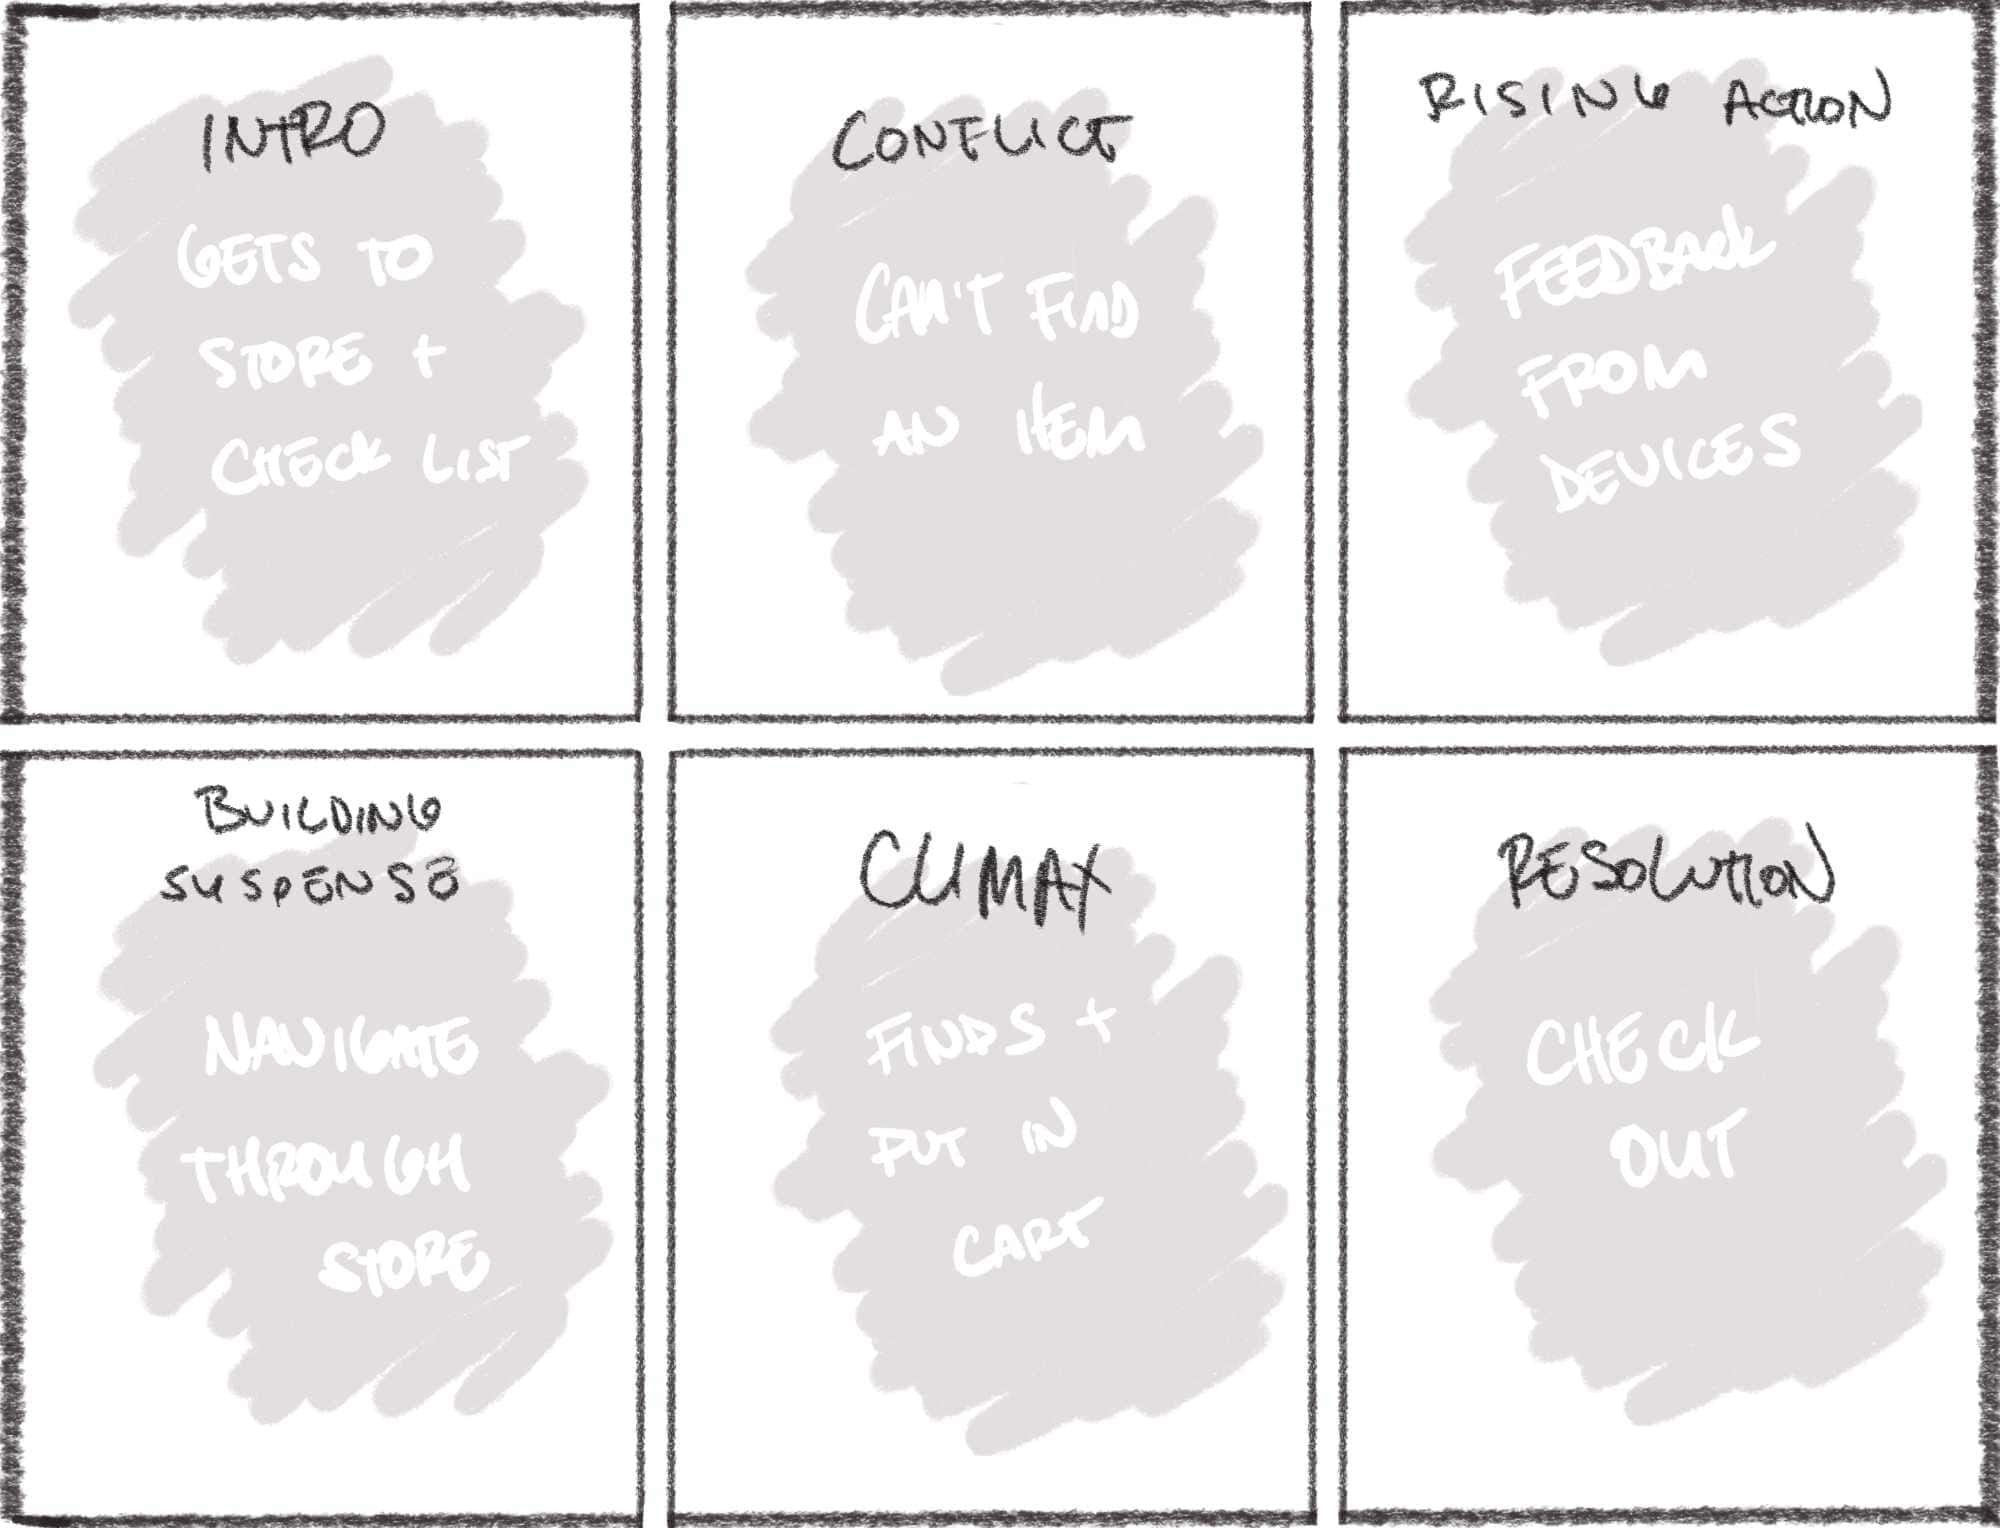 INTRO
GETS TO
STORE +
CHECK LIST
CONFLICT
CAN'T FIND
AN ITEM
RISING ACTION
FEEDBACK
FROM
DEVICES
BUILDING
SUSPENSE
NAVIGATE
THROUGH
STORE
CLIMAX
FINDS +
PUT IN
CART
RESOLUTION
CHECK
OUT